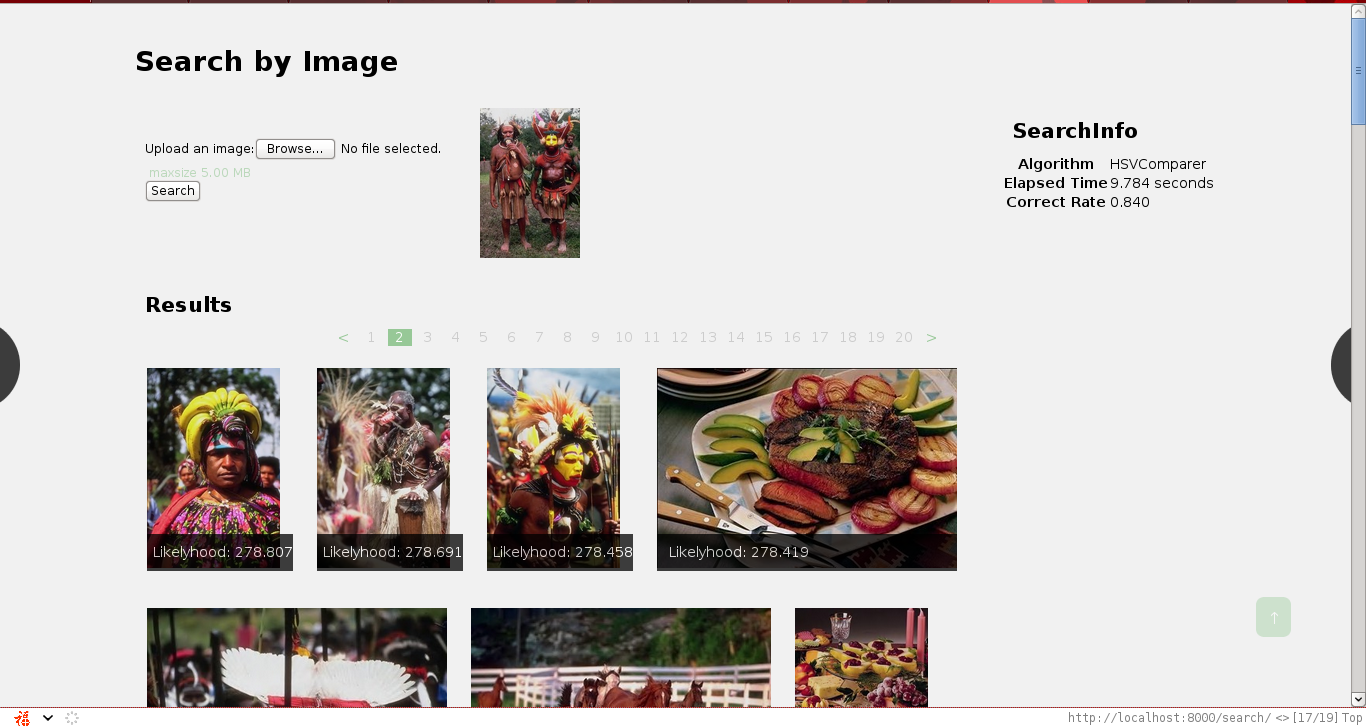 Search by Image
Upload an image: Browse... No file selected.
maxsize 5.00 MB
Search
SearchInfo
Algorithm HSVComparer
Elapsed Time 9.784 seconds
Correct Rate 0.840
Results
< 1 2 3 4 5 6 7 8 9 10 11 12 13 14 15 16 17 18 19 20 >
Likelyhood: 278.807 Likelyhood: 278.691 Likelyhood: 278.458 Likelyhood: 278.419
↑
http://localhost:8000/search/ <> [17/19] Top